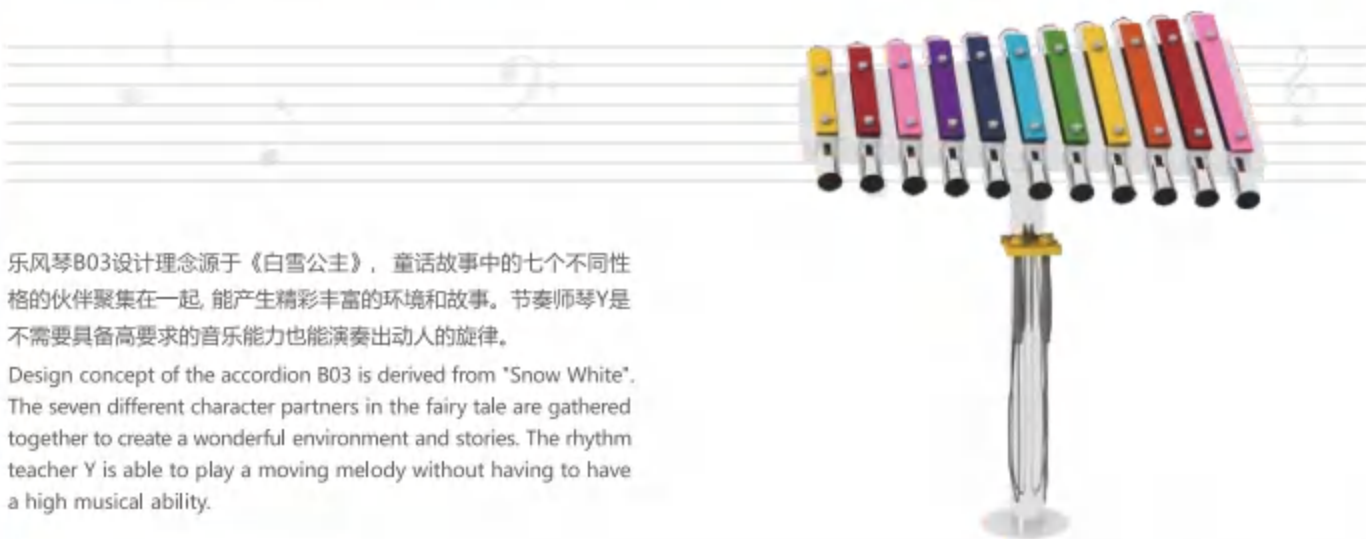 乐风琴B03设计理念源于《白雪公主》，童话故事中的七个不同性
格的伙伴聚集在一起, 能产生精彩丰富的环境和故事。节奏师琴Y是
不需要具备高要求的音乐能力也能演奏出动人的旋律。
Design concept of the accordion B03 is derived from "Snow White".
The seven different character partners in the fairy tale are gathered
together to create a wonderful environment and stories. The rhythm
teacher Y is able to play a moving melody without having to have
a high musical ability.